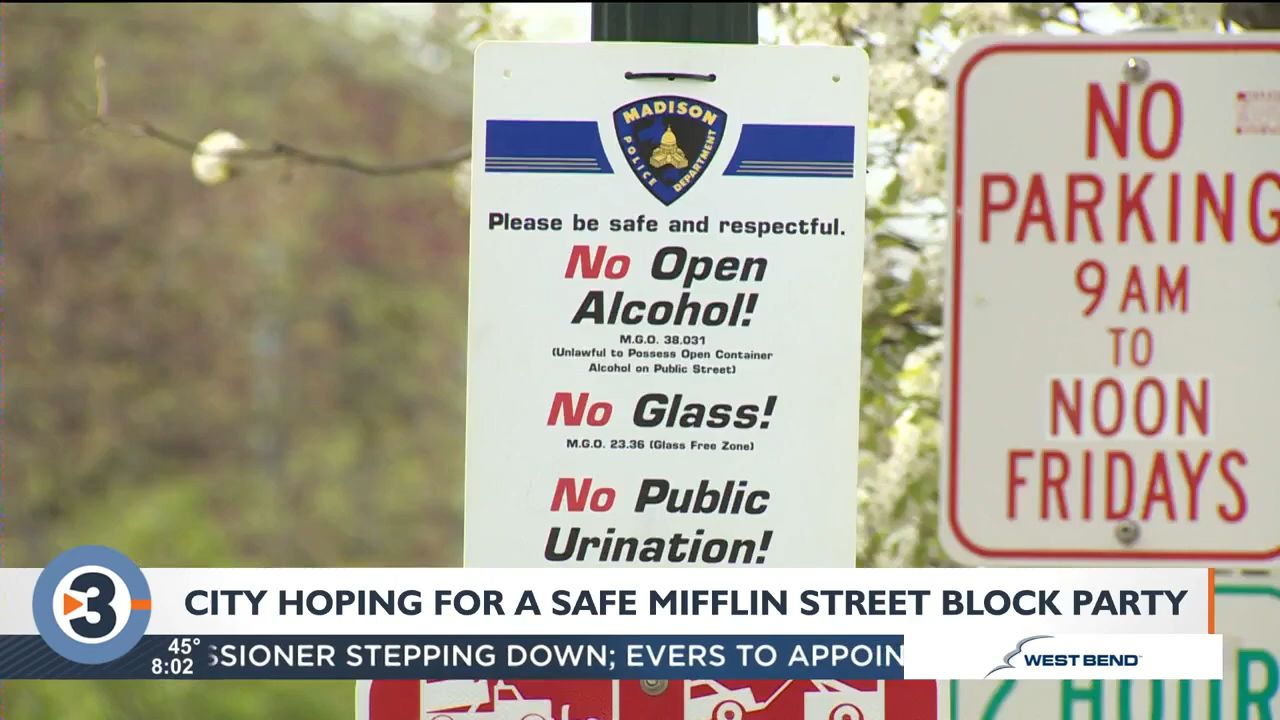 MADISON
POLICE
DEPARTMENT
Please be safe and respectful.
No Open
Alcohol!
M.G.O. 38.031
(Unlawful to Possess Open Container
Alcohol on Public Street)
No Glass!
M.G.O. 23.36 (Glass Free Zone)
No Public
Urination!
NO
PARKING
9 AM
TO
NOON
FRIDAYS
HOUR
3
CITY HOPING FOR A SAFE MIFFLIN STREET BLOCK PARTY
45°
8:02
SSIONER STEPPING DOWN; EVERS TO APPOIN
WEST BEND